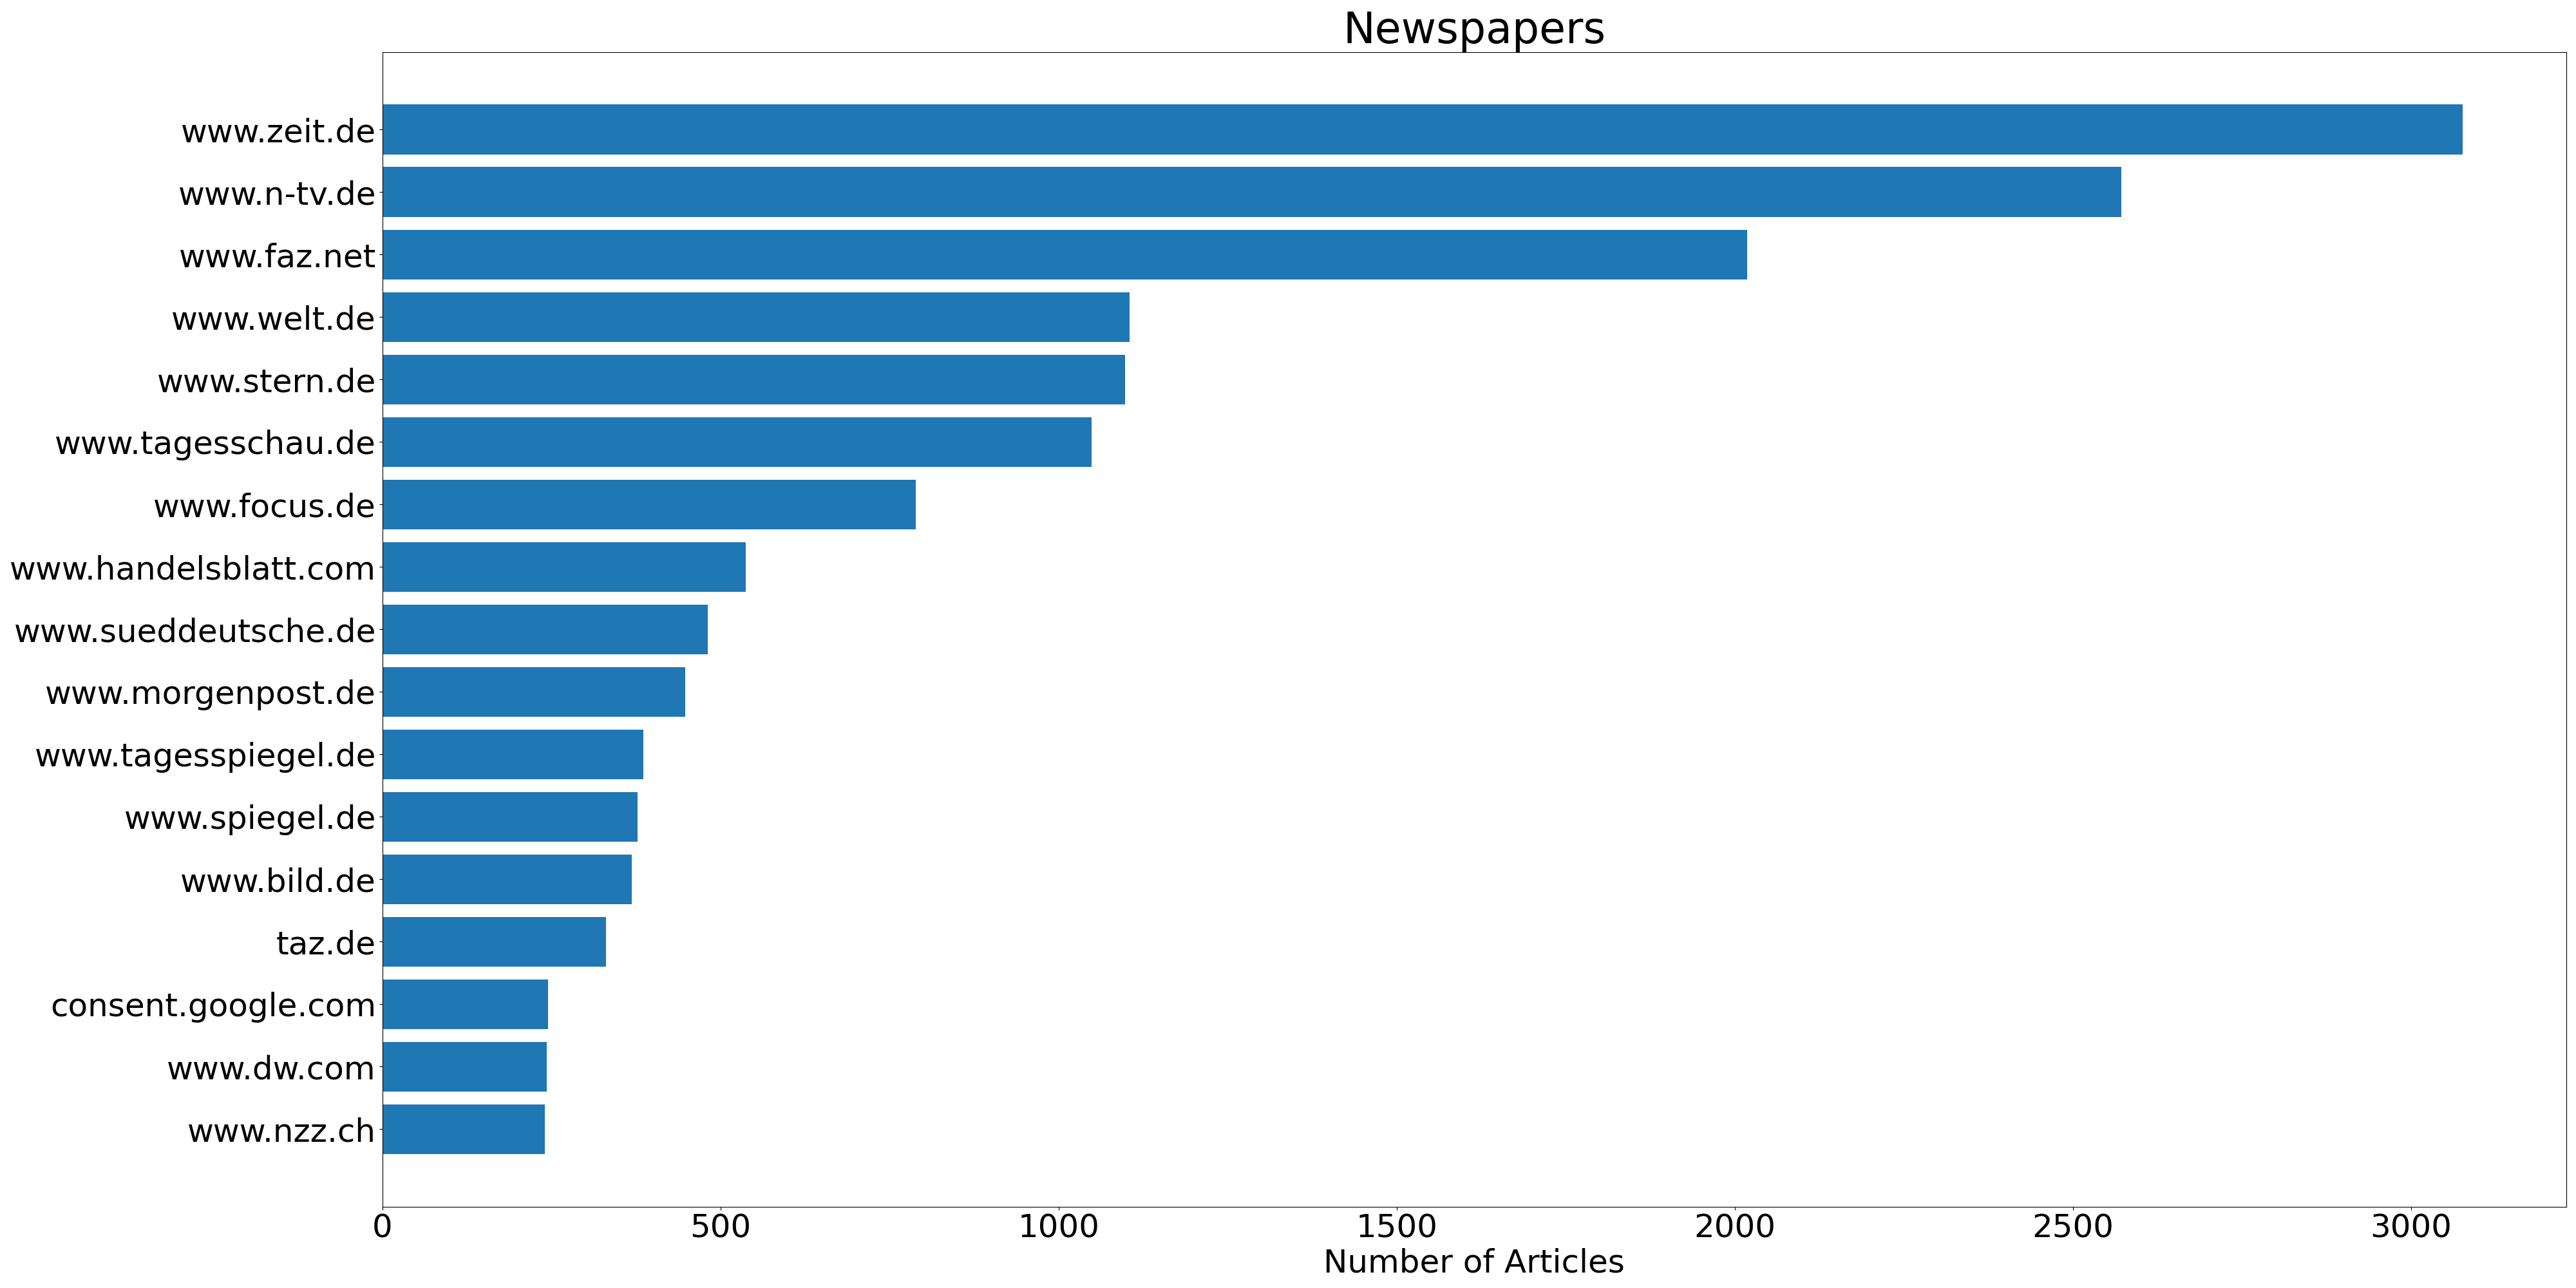 Newspapers
www.zeit.de
www.n-tv.de
www.faz.net
www.welt.de
www.stern.de
www.tagesschau.de
www.focus.de
www.handelsblatt.com
www.sueddeutsche.de
www.morgenpost.de
www.tagesspiegel.de
www.spiegel.de
www.bild.de
taz.de
consent.google.com
www.dw.com
www.nzz.ch
0 500 1000 1500 2000 2500 3000
Number of Articles